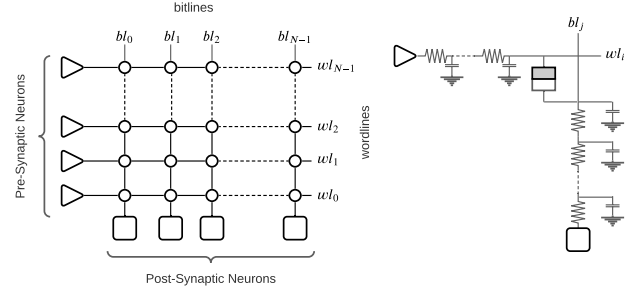 bitlines
bl0 bl1 bl2 blN−1
wlN−1
wl2
wl1
wl0
Pre-Synaptic Neurons
wordlines
Post-Synaptic Neurons
blj
wli